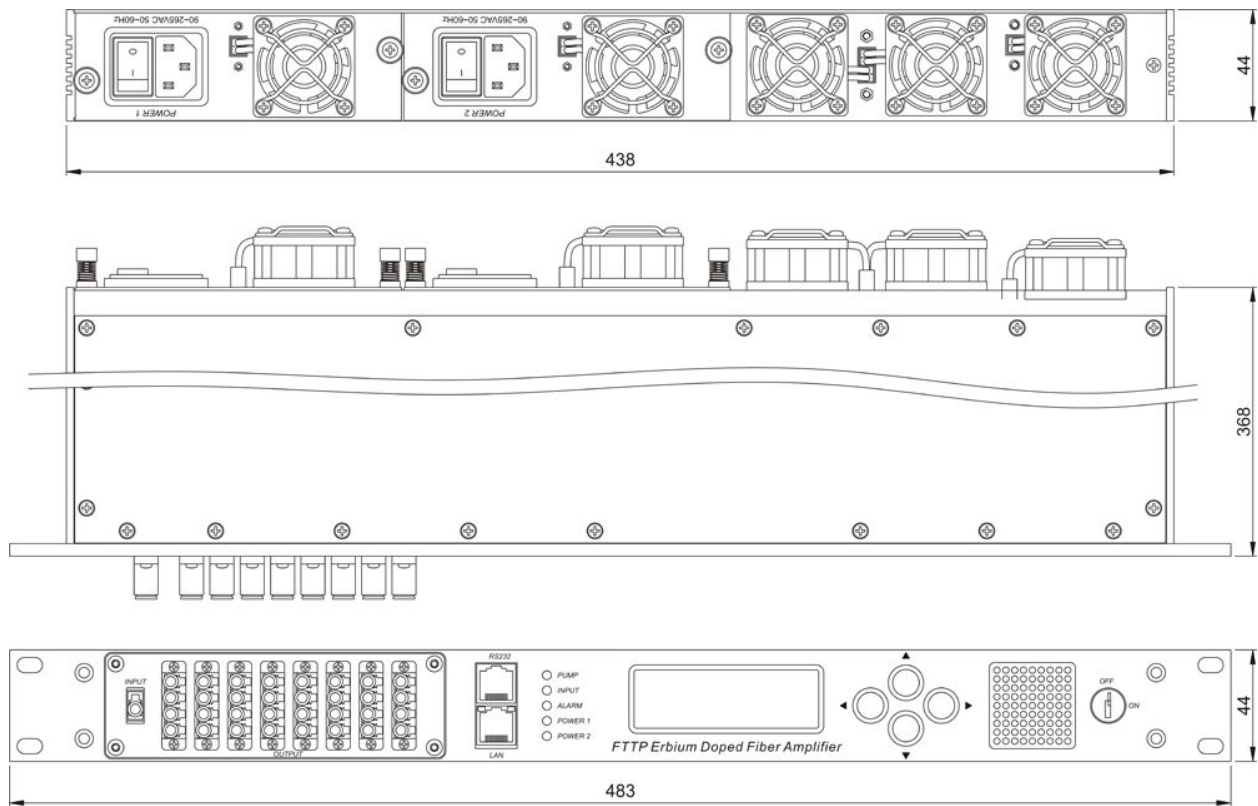 90~265VAC 50~60Hz
90~265VAC 50~60Hz
POWER 1
POWER 2
44
438
368
RS232
INPUT
PUMP
INPUT
ALARM
POWER 1
POWER 2
OFF
ON
44
OUTPUT
LAN
FTTP Erbium Doped Fiber Amplifier
483